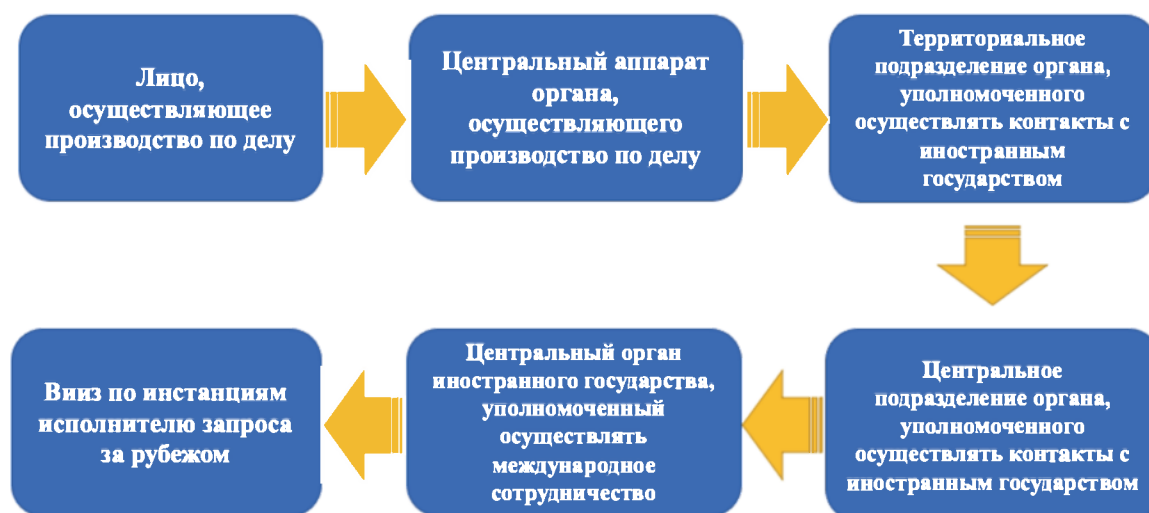 Лицо,
осуществляющее
производство по делу
Центральный аппарат
органа,
осуществляющего
производство по делу
Территориальное
подразделение органа,
уполномоченного
осуществлять контакты с
иностранным
государством
Центральное
подразделение органа,
уполномоченного
осуществлять контакты с
иностранным государством
Центральный орган
иностранного государства,
уполномоченный
осуществлять
международное
сотрудничество
Вииз по инстанциям
исполнителю запроса
за рубежом